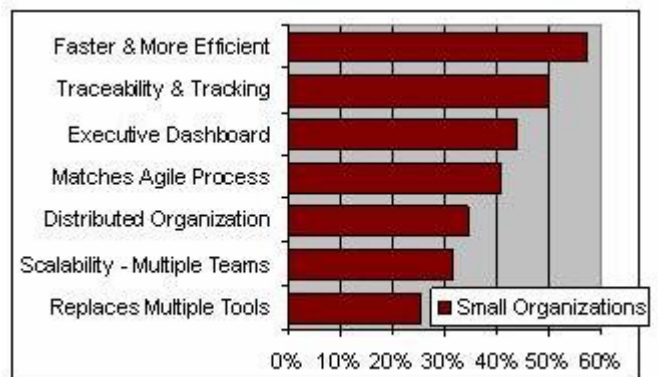 Faster & More Efficient
Traceability & Tracking
Executive Dashboard
Matches Agile Process
Distributed Organization
Scalability - Multiple Teams
Replaces Multiple Tools
Small Organizations
0% 10% 20% 30% 40% 50% 60%